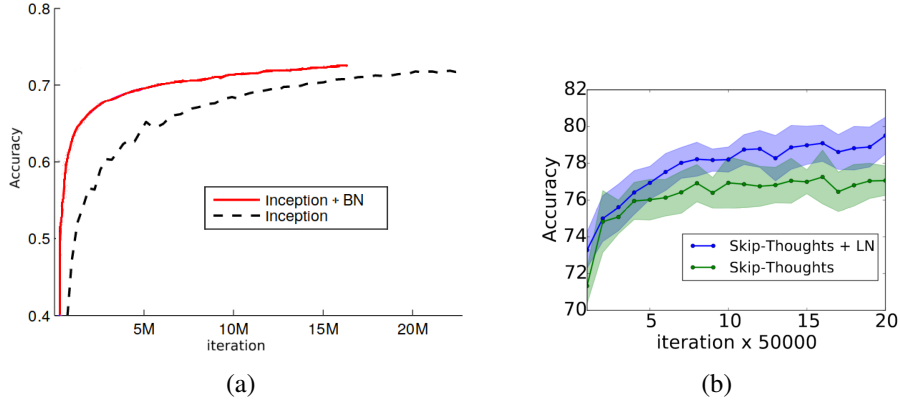 0.8
0.7
0.6
0.5
0.4
Accuracy
Inception + BN
Inception
5M
10M
15M
20M
iteration
(a)
82
80
78
76
74
72
70
Accuracy
Skip-Thoughts + LN
Skip-Thoughts
5
10
15
20
iteration x 50000
(b)